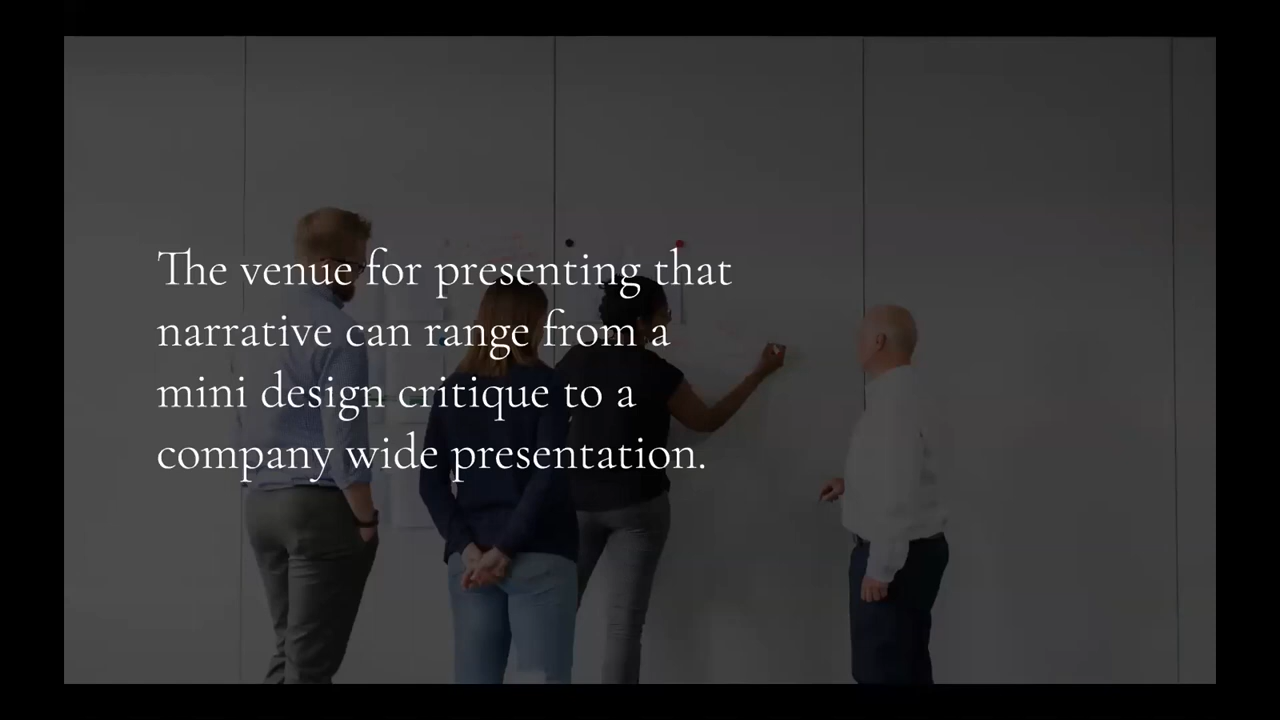 The venue for presenting that
narrative can range from a
mini design critique to a
company wide presentation.